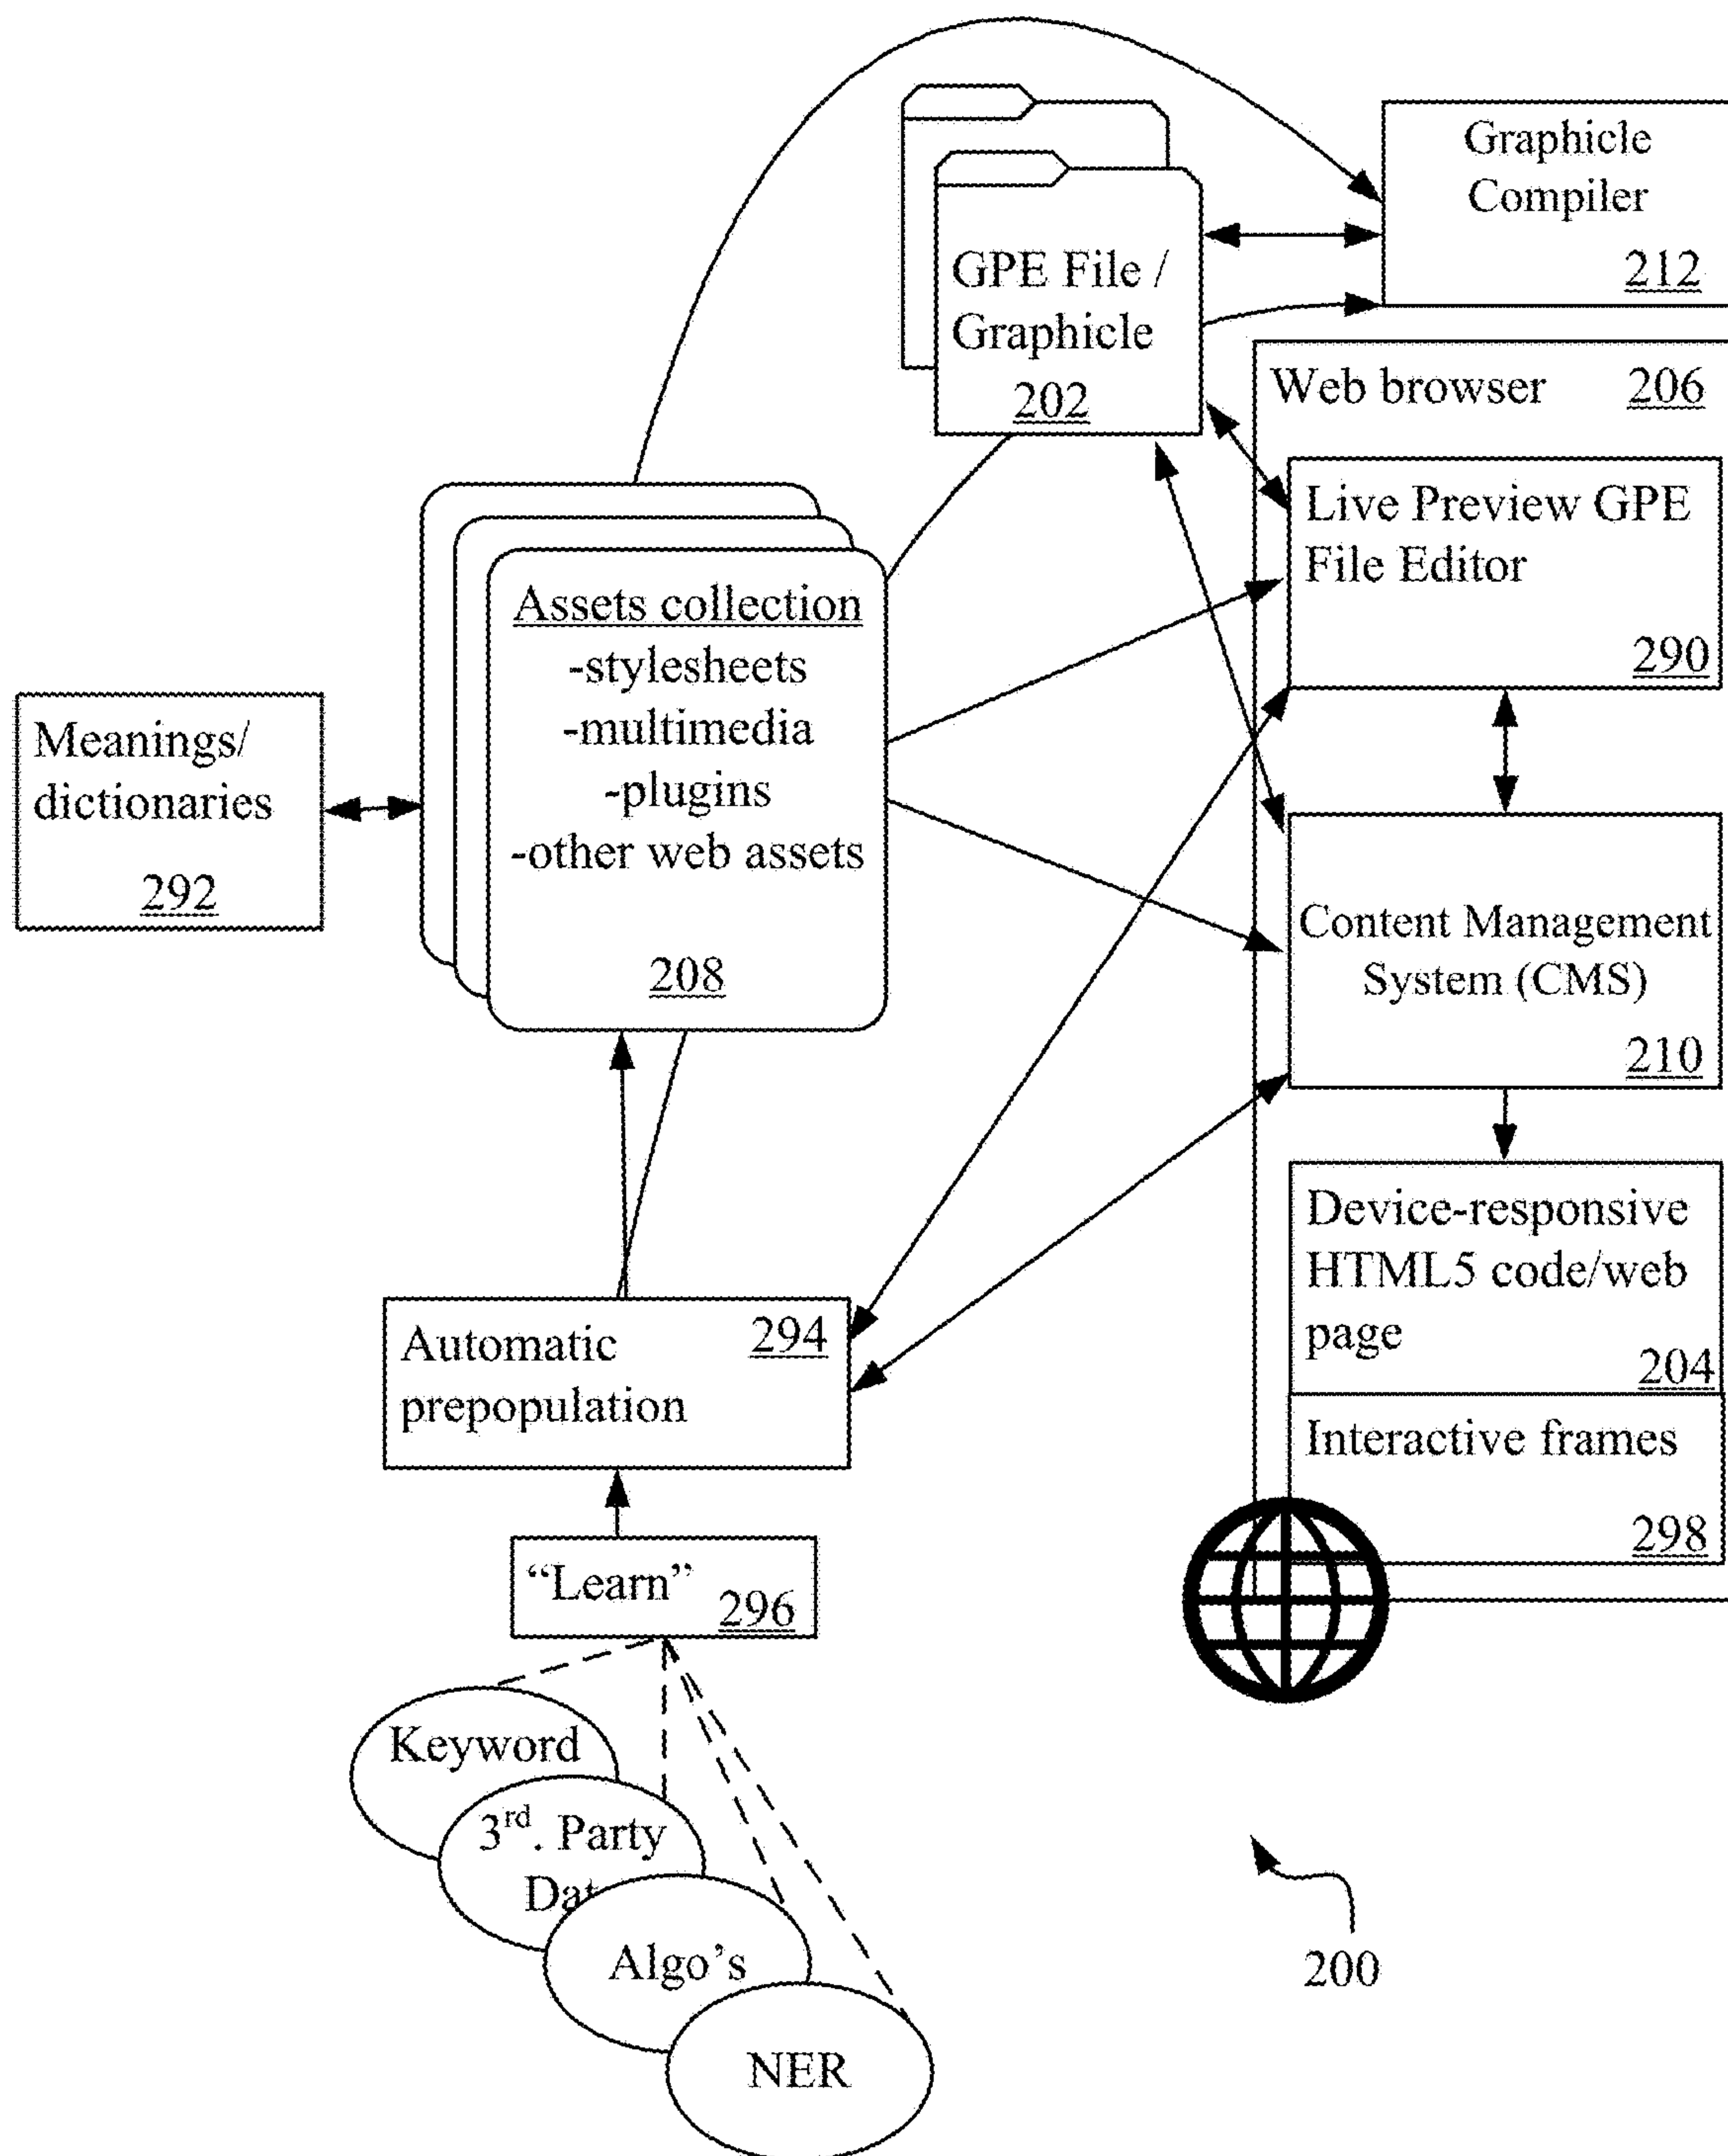 Graphicle
Compiler
212
GPE File /
Graphicle
202
Web browser 206
Live Preview GPE
File Editor
290
Assets collection
-stylesheets
-multimedia
-plugins
-other web assets
208
Meanings/
dictionaries
292
Content Management
System (CMS)
210
Device-responsive
HTML5 code/web
page
204
Interactive frames
298
Automatic 294
prepopulation
“Learn”
296
Keyword
3rd. Party
Algo’s
NER
200